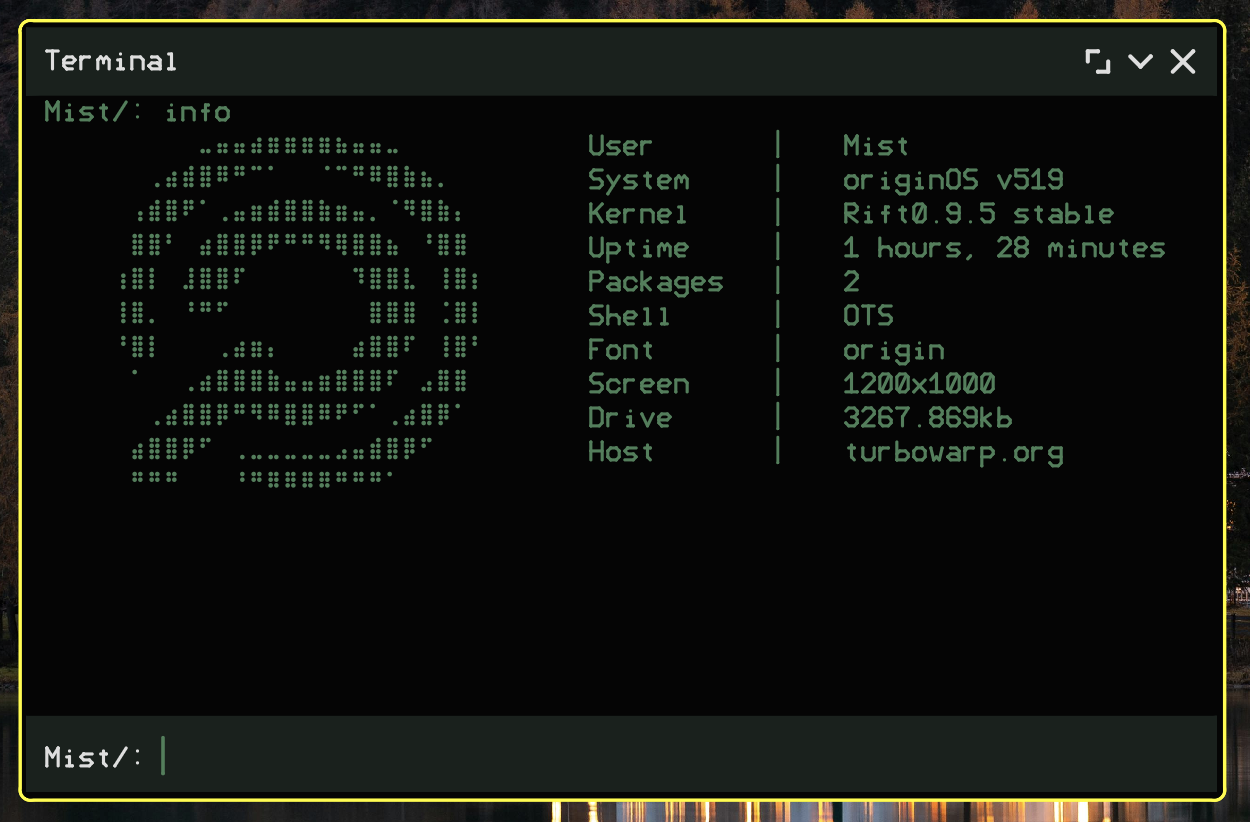 Terminal
Mist/: info
User | Mist
System | originOS v519
Kernel | Rift0.9.5 stable
Uptime | 1 hours, 28 minutes
Packages | 2
Shell | OTS
Font | origin
Screen | 1200x1000
Drive | 3267.869kb
Host | turbowarp.org
Mist/: